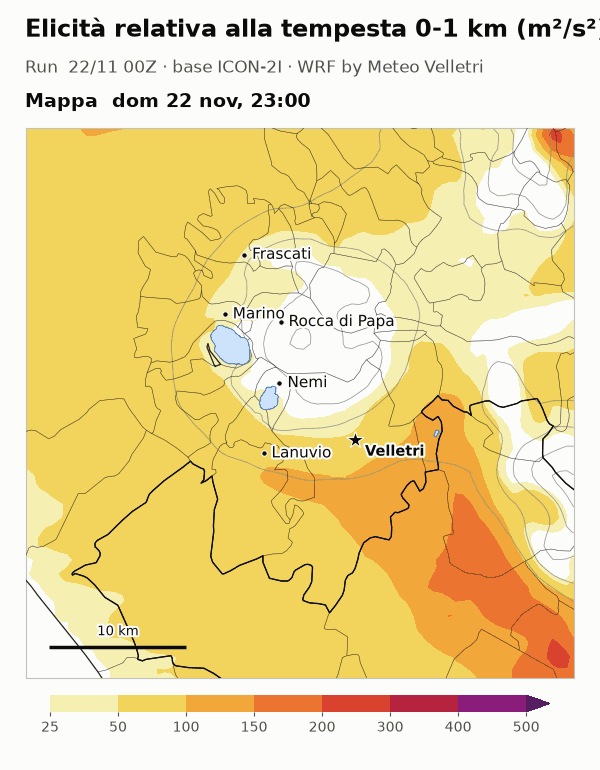 Elicità relativa alla tempesta 0-1 km (m²/s²)
Run 22/11 00Z · base ICON-2I · WRF by Meteo Velletri
Mappa dom 22 nov, 23:00
Frascati
Marino
Rocca di Papa
Nemi
Lanuvio
Velletri
10 km
25 50 100 150 200 300 400 500